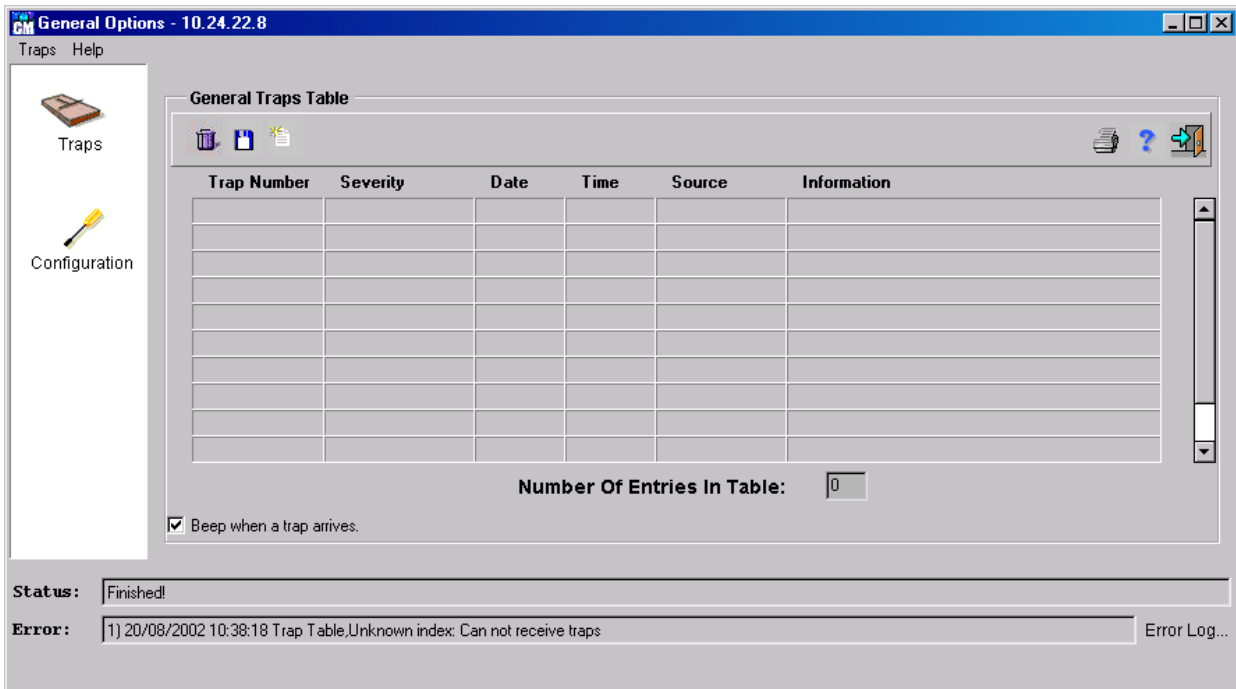 GM General Options - 10.24.22.8
Traps Help
Traps
Configuration
General Traps Table
Trap Number Severity Date Time Source Information
Number Of Entries In Table: 0
Beep when a trap arrives.
Status: Finished!
Error: 1) 20/08/2002 10:38:18 Trap Table,Unknown index: Can not receive traps Error Log...